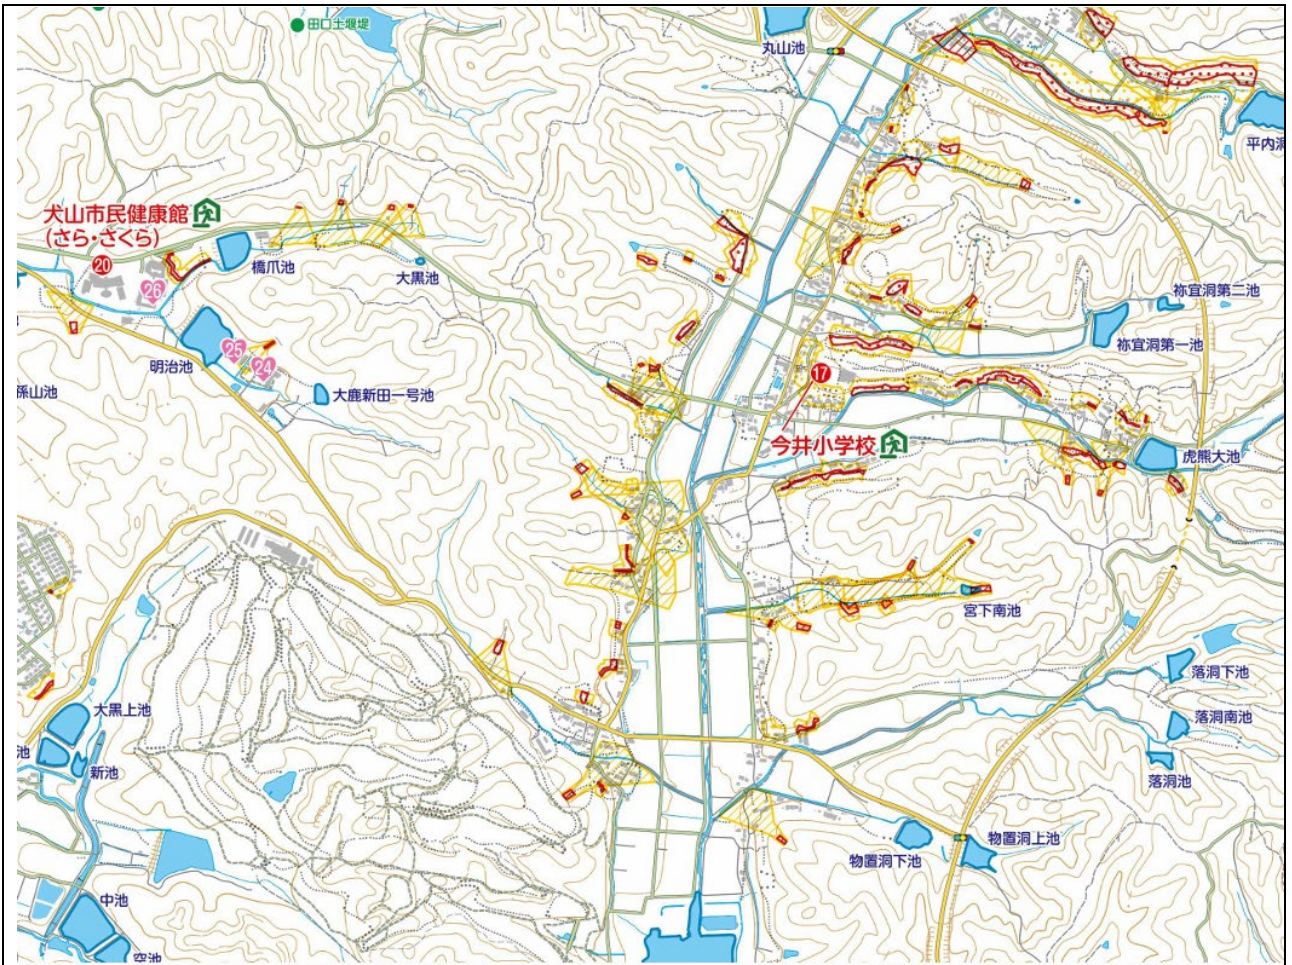 田口土堰堤
丸山池
平内洞
犬山市民健康館
(さら・さくら)
20
26
橋爪池
大黒池
祢宜洞第二池
祢宜洞第一池
明治池
25
24
大鹿新田一号池
孫山池
17
今井小学校
虎熊大池
宮下南池
落洞下池
落洞南池
落洞池
大黒上池
池
新池
物置洞下池
物置洞上池
中池
空池